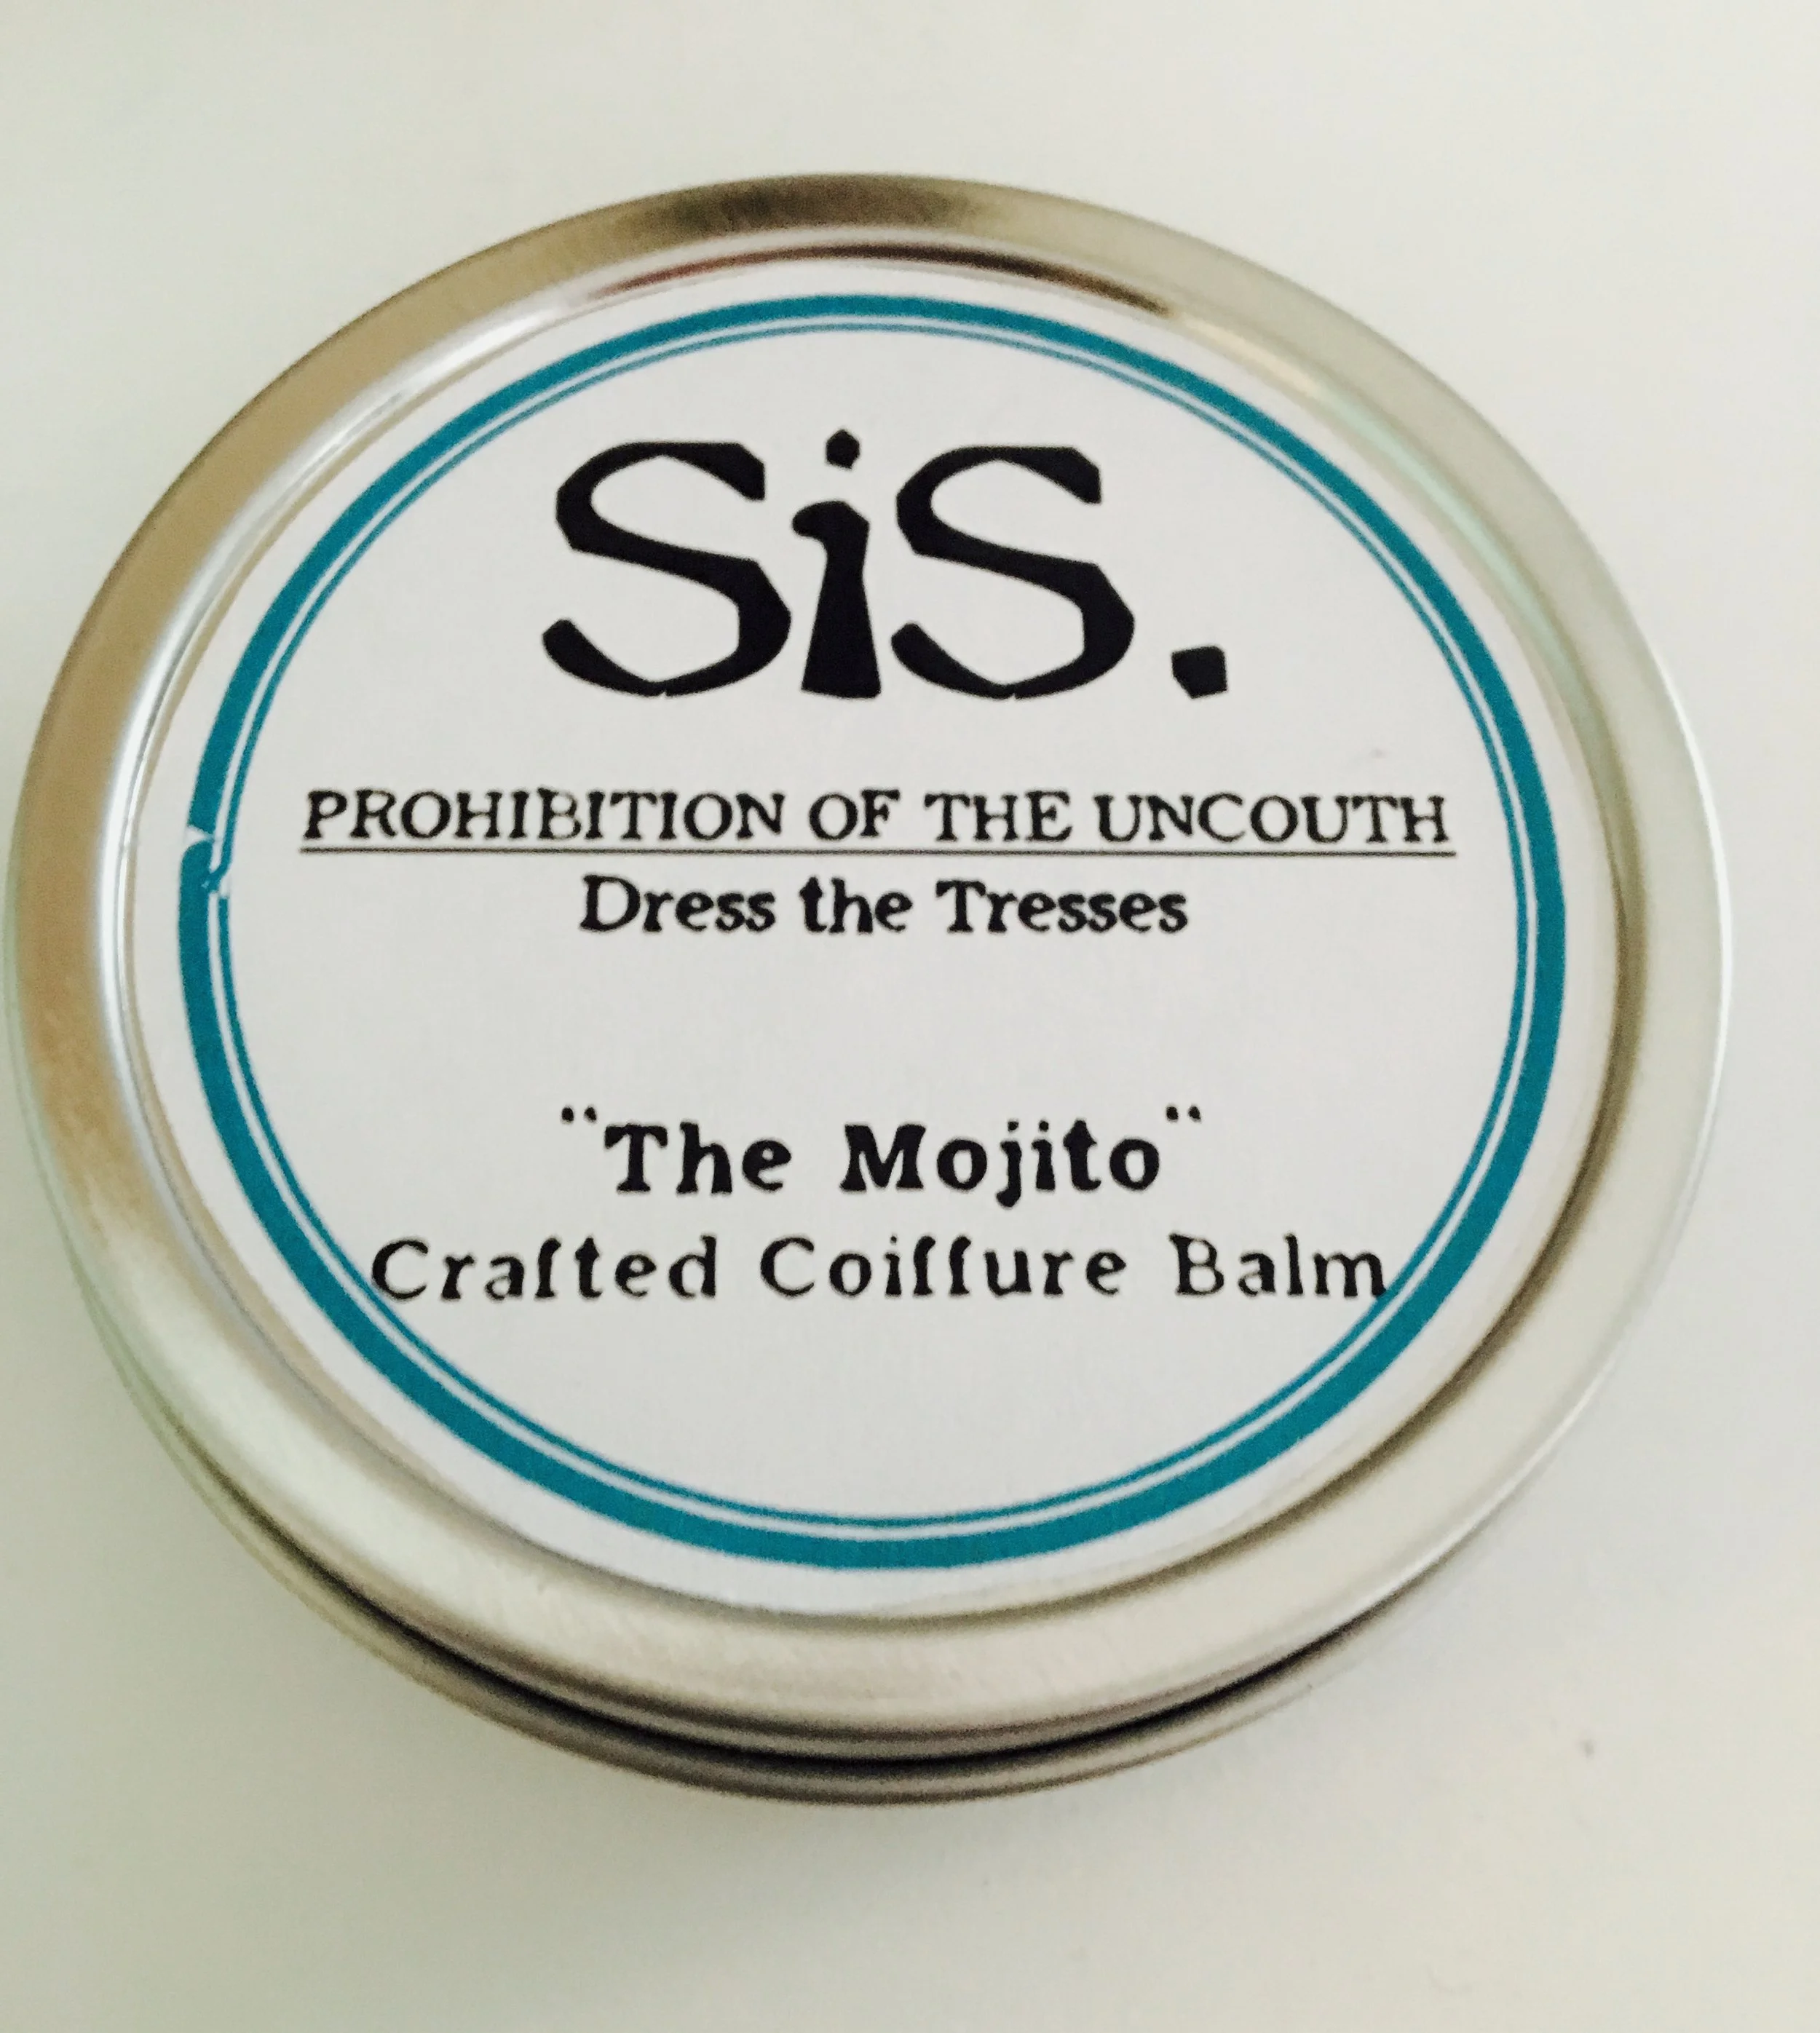 SiS.
PROHIBITION OF THE UNCOUTH
Dress the Tresses
"The Mojito"
Crafted Coiffure Balm